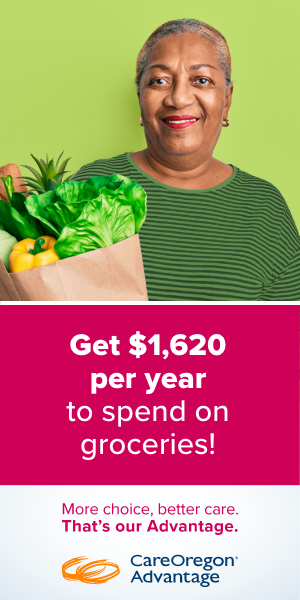 Get $1,620
per year
to spend on
groceries!
More choice, better care.
That's our Advantage.
CareOregon®
Advantage